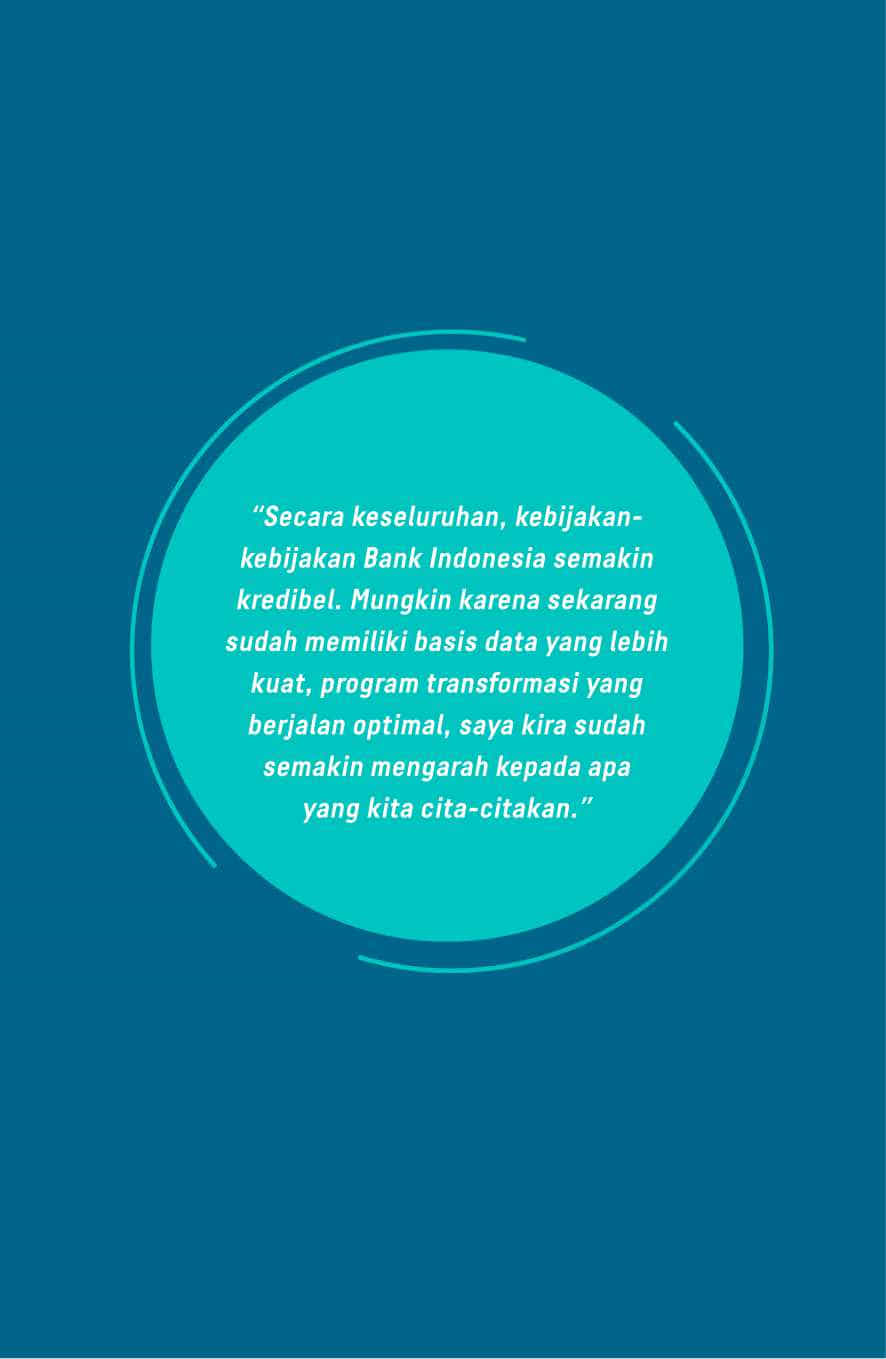 “Secara keseluruhan, kebijakan-
kebijakan Bank Indonesia semakin
kredibel. Mungkin karena sekarang
sudah memiliki basis data yang lebih
kuat, program transformasi yang
berjalan optimal, saya kira sudah
semakin mengarah kepada apa
yang kita cita-citakan.”